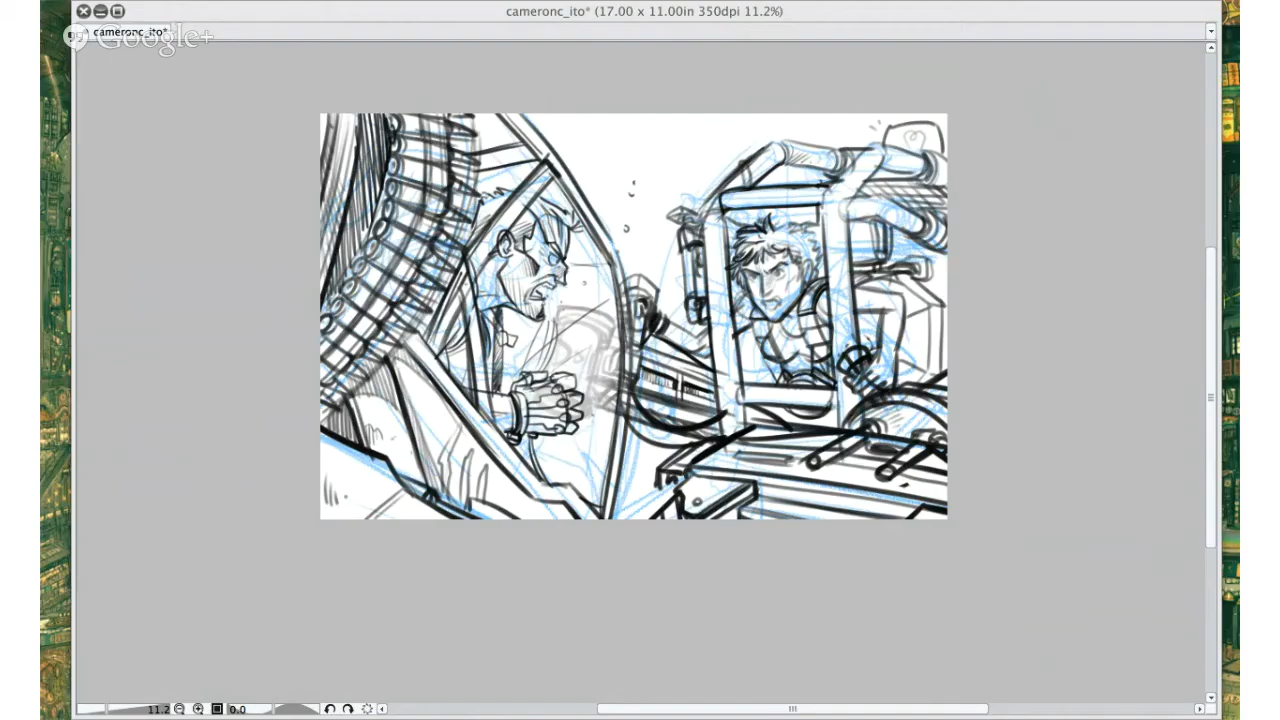 cameronc_ito* (17.00 x 11.00in 350dpi 11.2%)
cameronc_ito*
Google+
11.2
0.0